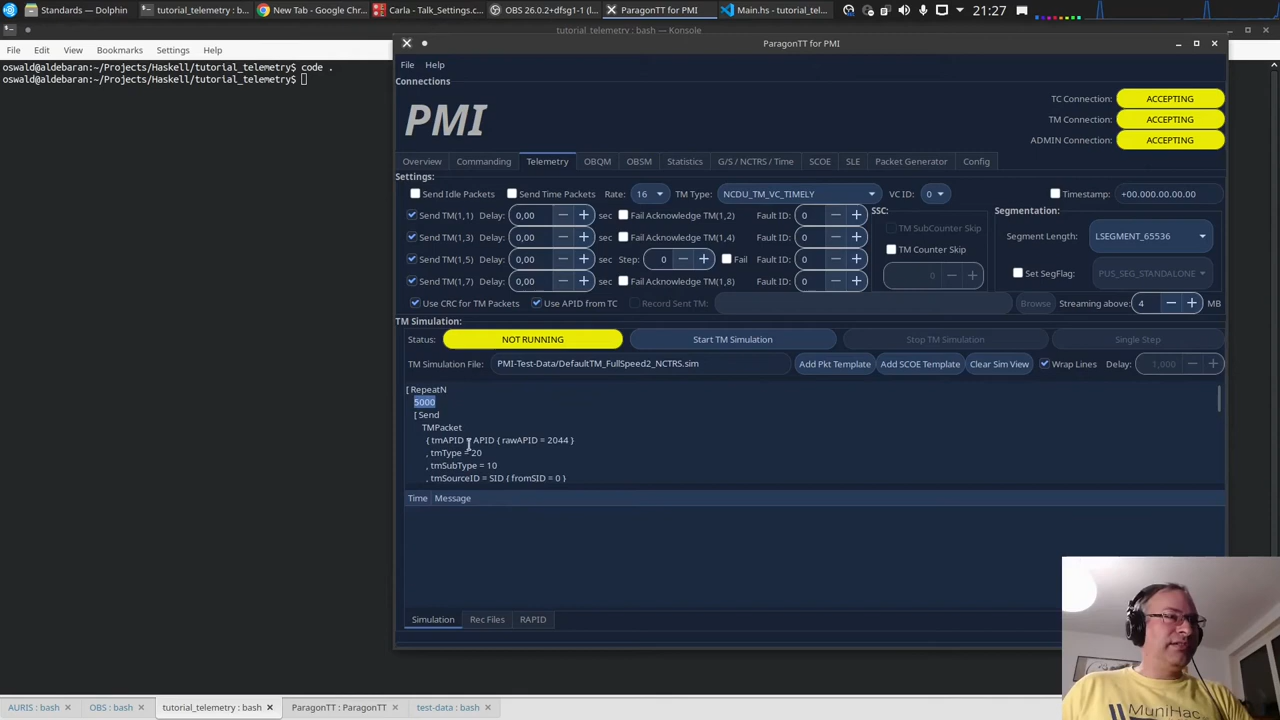 Standards — Dolphin
tutorial_telemetry : b...
New Tab - Google Chr...
Carla - Talk_Settings.c...
OBS 26.0.2+dfsg1-1 (l...
ParagonTT for PMI
Main.hs - tutorial_tel...
21:27
tutorial_telemetry : bash — Konsole
File Edit View Bookmarks Settings Help
oswald@aldebaran:~/Projects/Haskell/tutorial_telemetry$ code .
oswald@aldebaran:~/Projects/Haskell/tutorial_telemetry$
ParagonTT for PMI
File Help
Connections
PMI
TC Connection: ACCEPTING
TM Connection: ACCEPTING
ADMIN Connection: ACCEPTING
Overview Commanding Telemetry OBQM OBSM Statistics G/S / NCTRS / Time SCOE SLE Packet Generator Config
Settings:
Send Idle Packets Send Time Packets Rate: 16 TM Type: NCDU_TM_VC_TIMELY VC ID: 0 Timestamp: +00.000.00.00.00
Send TM(1,1) Delay: 0,00 sec Fail Acknowledge TM(1,2) Fault ID: 0
Send TM(1,3) Delay: 0,00 sec Fail Acknowledge TM(1,4) Fault ID: 0
Send TM(1,5) Delay: 0,00 sec Step: 0 Fail Fault ID: 0
Send TM(1,7) Delay: 0,00 sec Fail Acknowledge TM(1,8) Fault ID: 0
SSC:
TM SubCounter Skip
TM Counter Skip
0
Segmentation:
Segment Length: LSEGMENT_65536
Set SegFlag: PUS_SEG_STANDALONE
Use CRC for TM Packets Use APID from TC Record Sent TM: Browse Streaming above: 4 MB
TM Simulation:
Status: NOT RUNNING Start TM Simulation Stop TM Simulation Single Step
TM Simulation File: PMI-Test-Data/DefaultTM_FullSpeed2_NCTRS.sim Add Pkt Template Add SCOE Template Clear Sim View Wrap Lines Delay: 1,000
[ RepeatN
5000
[ Send
TMPacket
{ tmAPID = APID { rawAPID = 2044 }
, tmType = 20
, tmSubType = 10
, tmSourceID = SID { fromSID = 0 }
Time Message
Simulation Rec Files RAPID
MuniHac
AURIS : bash
OBS : bash
tutorial_telemetry : bash
ParagonTT : ParagonTT
test-data : bash